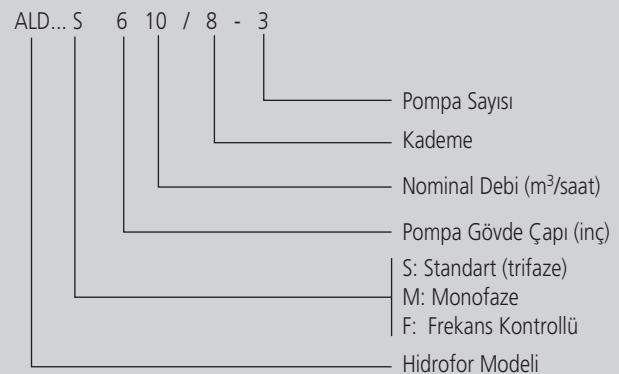 ALD... S 6 10 / 8 - 3
Pompa Sayısı
Kademe
Nominal Debi (m³/saat)
Pompa Gövde Çapı (inç)
S: Standart (trifaze)
M: Monofaze
F: Frekans Kontrollü
Hidrofor Modeli